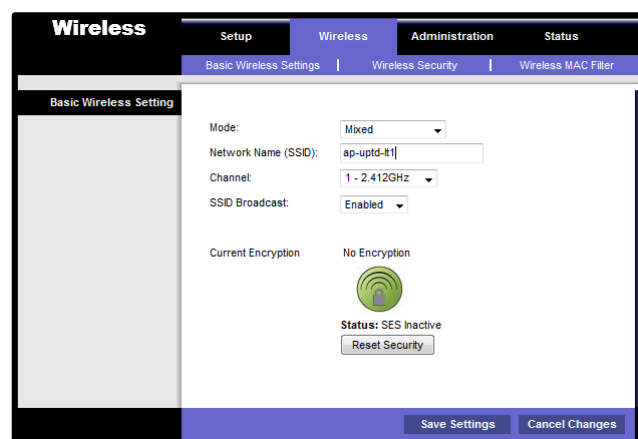 Wireless
Setup Wireless Administration Status
Basic Wireless Settings Wireless Security Wireless MAC Filter
Basic Wireless Setting
Mode: Mixed
Network Name (SSID): ap-uptd-lt1
Channel: 1 - 2.412GHz
SSID Broadcast: Enabled
Current Encryption No Encryption
Status: SES Inactive
Reset Security
Save Settings Cancel Changes